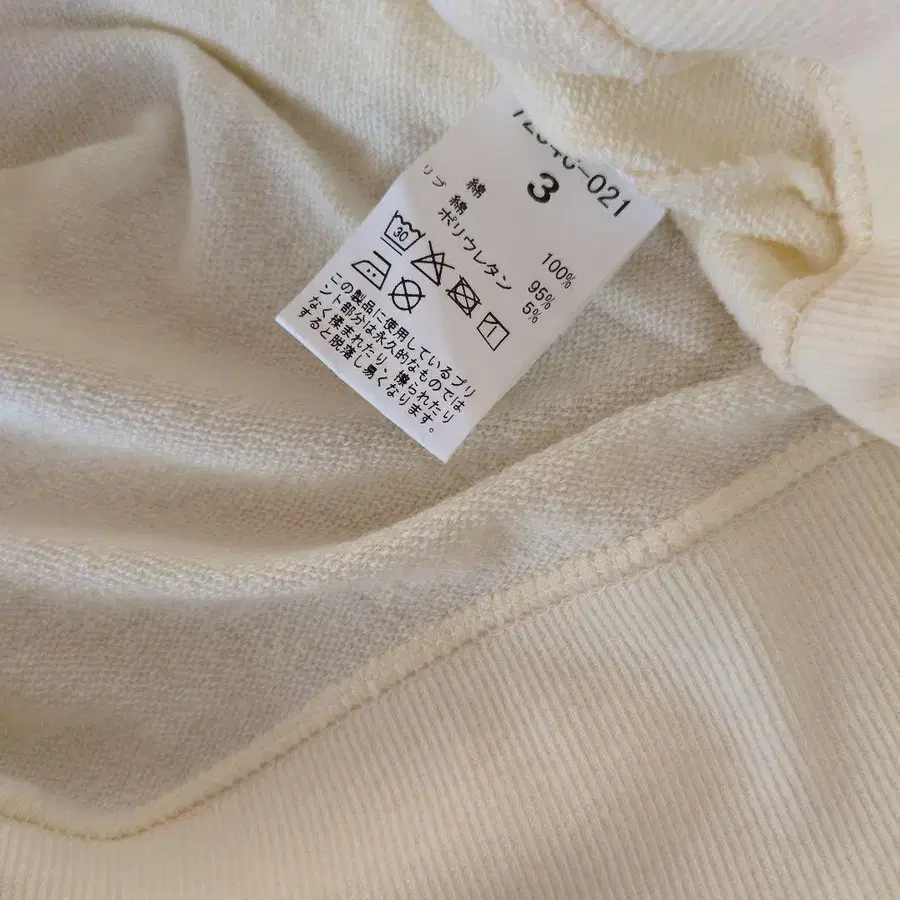 -021
3
綿 100%
リブ 綿 95%
ポリウレタン 5%
30
この製品に使用しているプリ
ント部分は永久的なものでは
なく揉まれたり、擦られたり
すると脱落し易くなります。